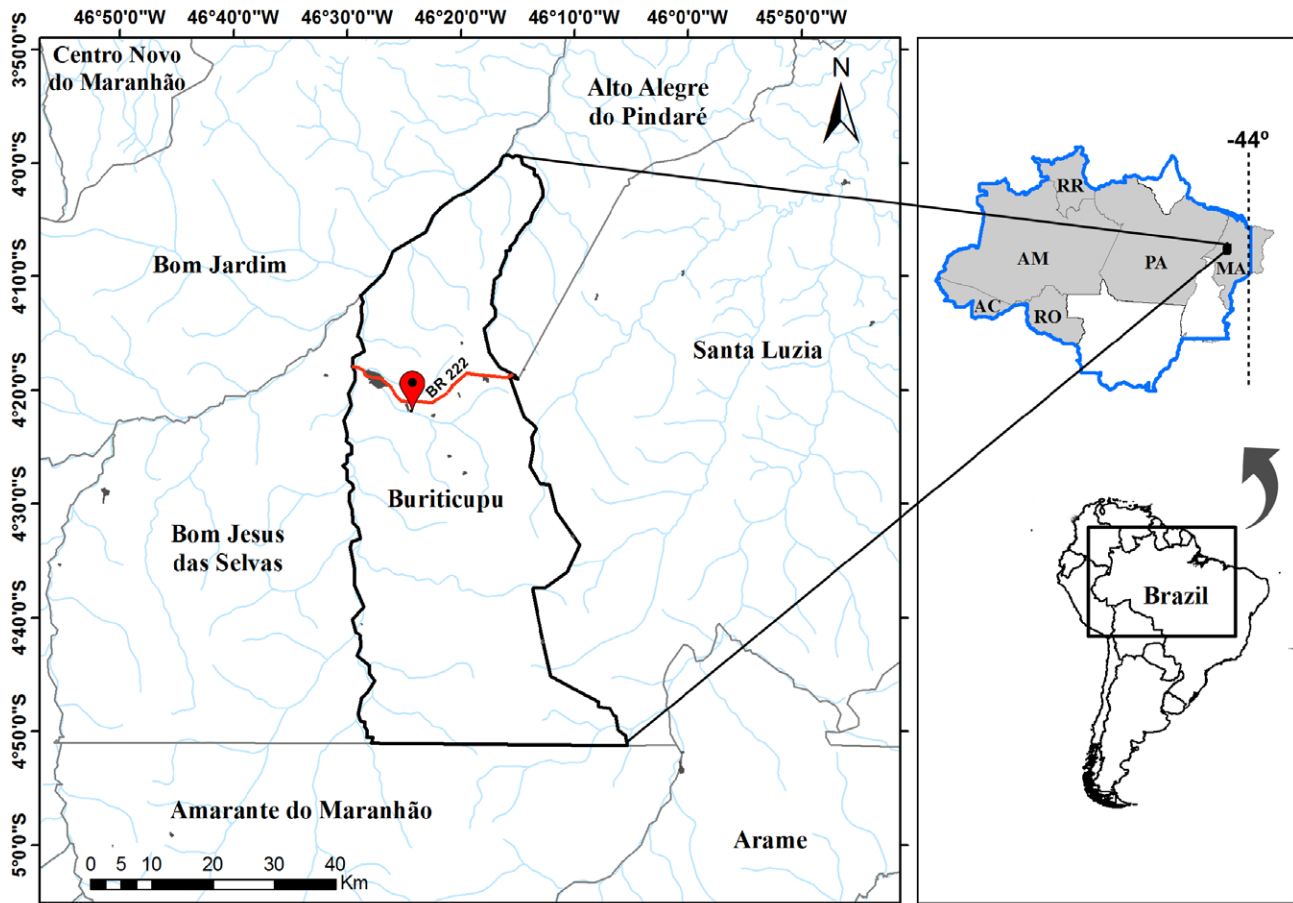 46°50'0"W
46°40'0"W
46°30'0"W
46°20'0"W
46°10'0"W
46°0'0"W
45°50'0"W
3°50'0"S
4°0'0"S
4°10'0"S
4°20'0"S
4°30'0"S
4°40'0"S
4°50'0"S
5°0'0"S
Centro Novo
do Maranhão
Alto Alegre
do Pindaré
N
Bom Jardim
Santa Luzia
BR 222
Buriticupu
Bom Jesus
das Selvas
Amarante do Maranhão
Arame
0 5 10 20 30 40
Km
-44º
RR
AM
PA
MA
AC
RO
Brazil